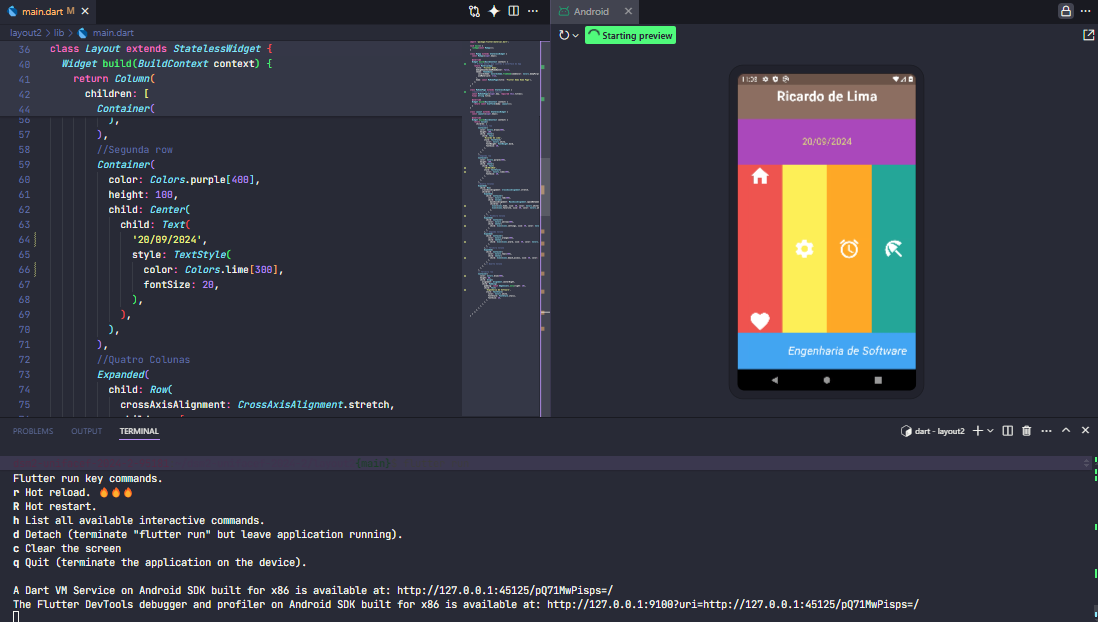 main.dart M
Android
layout2 > lib > main.dart
Starting preview
36 class Layout extends StatelessWidget {
40 Widget build(BuildContext context) {
41 return Column(
42 children: [
44 Container(
56 ),
57 ),
58 //Segunda row
59 Container(
60 color: Colors.purple[400],
61 height: 100,
62 child: Center(
63 child: Text(
64 '20/09/2024',
65 style: TextStyle(
66 color: Colors.lime[300],
67 fontSize: 20,
68 ),
69 ),
70 ),
71 ),
72 //Quatro Colunas
73 Expanded(
74 child: Row(
75 crossAxisAlignment: CrossAxisAlignment.stretch,
Ricardo de Lima
20/09/2024
Engenharia de Software
PROBLEMS OUTPUT TERMINAL
dart - layout2
(main)
Flutter run key commands.
r Hot reload. 🔥🔥🔥
R Hot restart.
h List all available interactive commands.
d Detach (terminate "flutter run" but leave application running).
c Clear the screen
q Quit (terminate the application on the device).
A Dart VM Service on Android SDK built for x86 is available at: http://127.0.0.1:45125/pQ71MwPisps=/
The Flutter DevTools debugger and profiler on Android SDK built for x86 is available at: http://127.0.0.1:9100?uri=http://127.0.0.1:45125/pQ71MwPisps=/